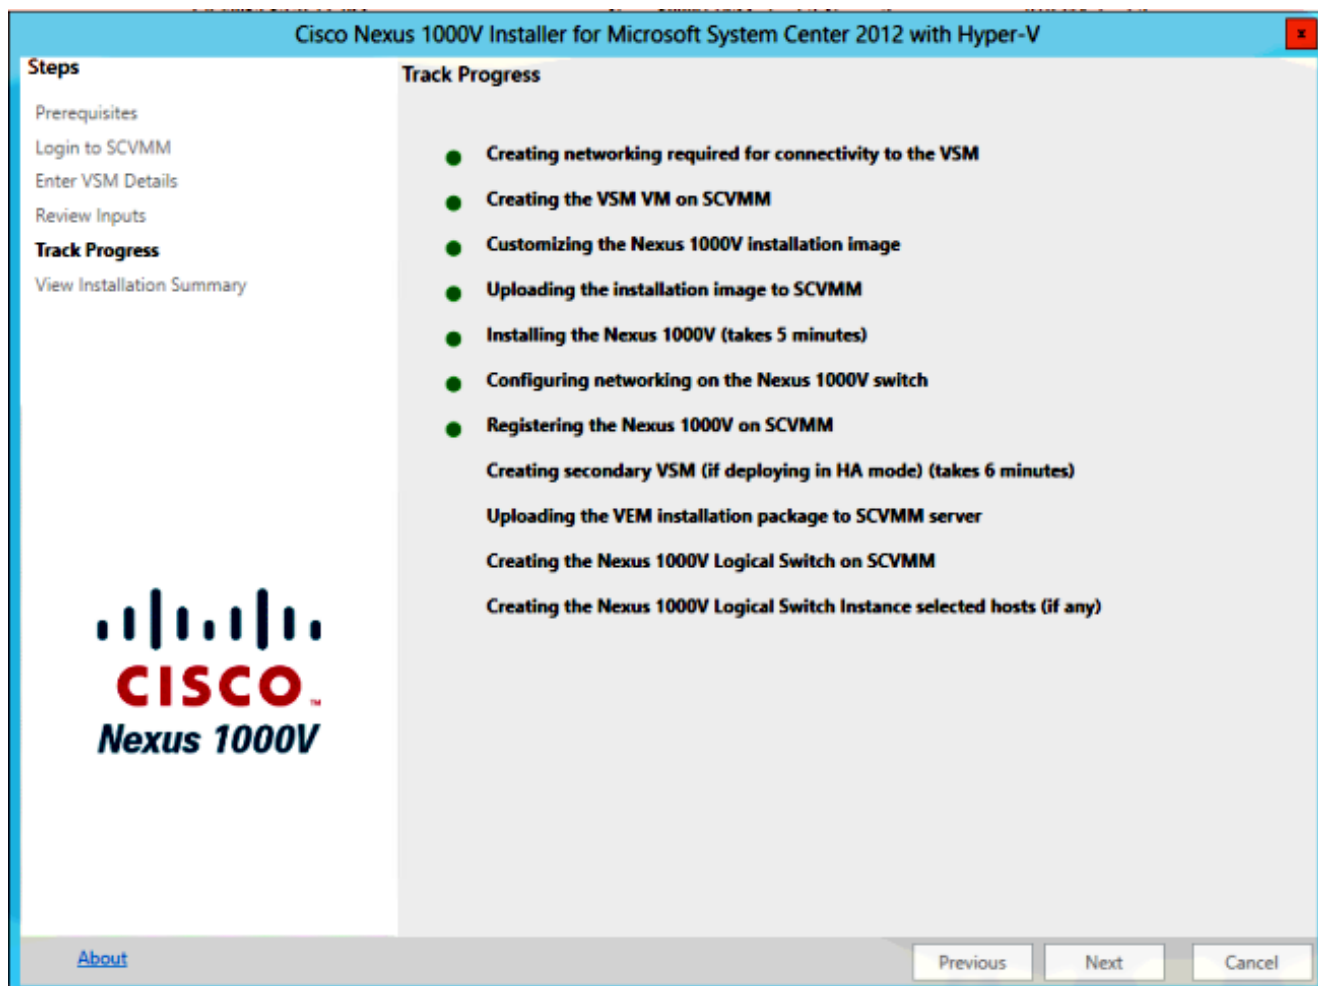 Cisco Nexus 1000V Installer for Microsoft System Center 2012 with Hyper-V
x
Steps
Prerequisites
Login to SCVMM
Enter VSM Details
Review Inputs
Track Progress
View Installation Summary
Track Progress
Creating networking required for connectivity to the VSM
Creating the VSM VM on SCVMM
Customizing the Nexus 1000V installation image
Uploading the installation image to SCVMM
Installing the Nexus 1000V (takes 5 minutes)
Configuring networking on the Nexus 1000V switch
Registering the Nexus 1000V on SCVMM
Creating secondary VSM (if deploying in HA mode) (takes 6 minutes)
Uploading the VEM installation package to SCVMM server
Creating the Nexus 1000V Logical Switch on SCVMM
Creating the Nexus 1000V Logical Switch Instance selected hosts (if any)
CISCO™
Nexus 1000V
About
Previous
Next
Cancel